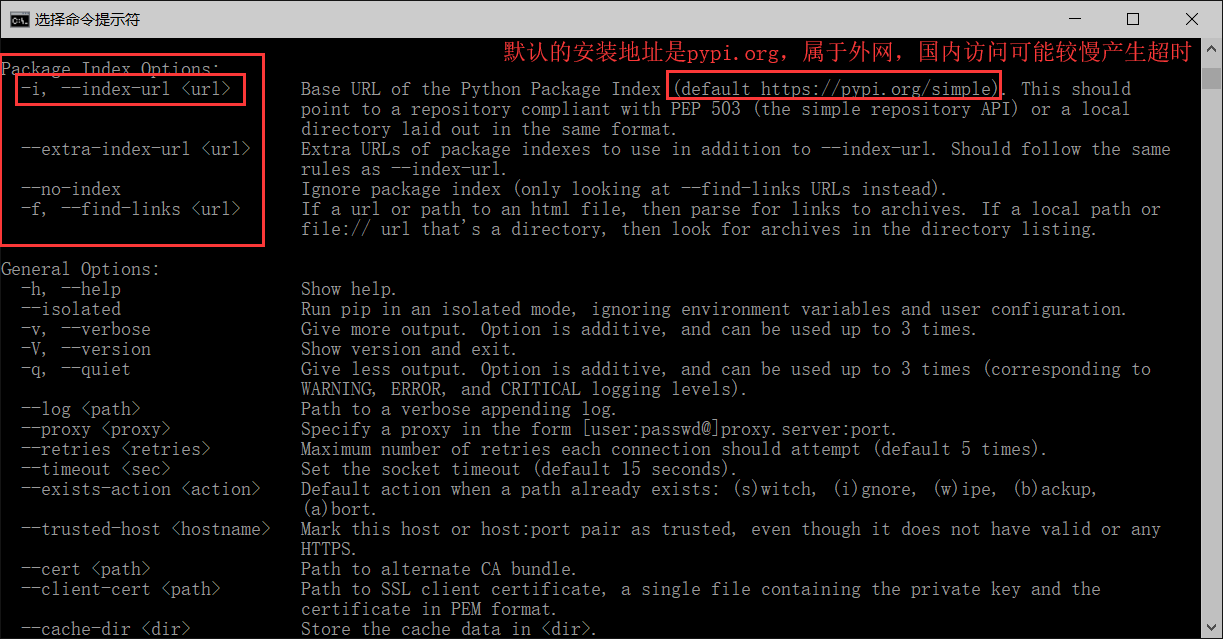 选择命令提示符
默认的安装地址是pypi.org，属于外网，国内访问可能较慢产生超时
Package Index Options:
-i, --index-url <url> Base URL of the Python Package Index (default https://pypi.org/simple). This should
point to a repository compliant with PEP 503 (the simple repository API) or a local
directory laid out in the same format.
--extra-index-url <url> Extra URLs of package indexes to use in addition to --index-url. Should follow the same
rules as --index-url.
--no-index Ignore package index (only looking at --find-links URLs instead).
-f, --find-links <url> If a url or path to an html file, then parse for links to archives. If a local path or
file:// url that's a directory, then look for archives in the directory listing.
General Options:
-h, --help Show help.
--isolated Run pip in an isolated mode, ignoring environment variables and user configuration.
-v, --verbose Give more output. Option is additive, and can be used up to 3 times.
-V, --version Show version and exit.
-q, --quiet Give less output. Option is additive, and can be used up to 3 times (corresponding to
WARNING, ERROR, and CRITICAL logging levels).
--log <path> Path to a verbose appending log.
--proxy <proxy> Specify a proxy in the form [user:passwd@]proxy.server:port.
--retries <retries> Maximum number of retries each connection should attempt (default 5 times).
--timeout <sec> Set the socket timeout (default 15 seconds).
--exists-action <action> Default action when a path already exists: (s)witch, (i)gnore, (w)ipe, (b)ackup,
(a)bort.
--trusted-host <hostname> Mark this host or host:port pair as trusted, even though it does not have valid or any
HTTPS.
--cert <path> Path to alternate CA bundle.
--client-cert <path> Path to SSL client certificate, a single file containing the private key and the
certificate in PEM format.
--cache-dir <dir> Store the cache data in <dir>.